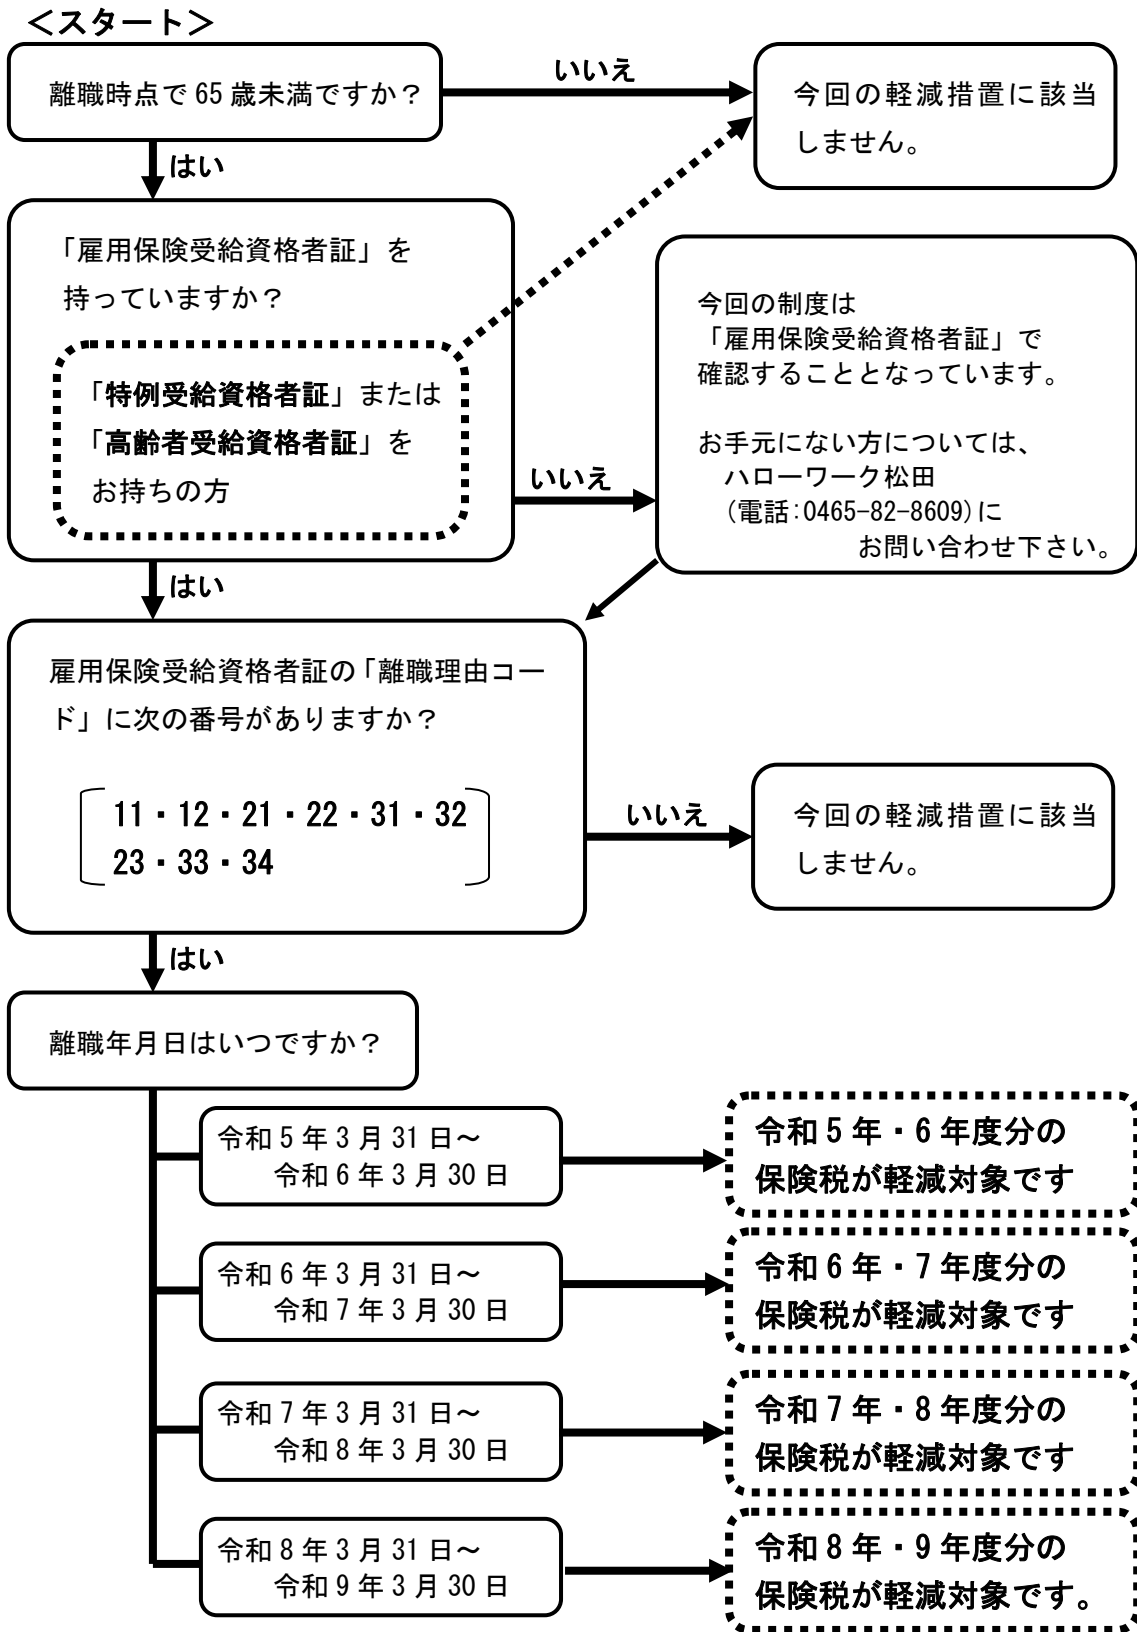 ＜スタート＞
離職時点で65歳未満ですか？
いいえ
今回の軽減措置に該当
しません。
はい
「雇用保険受給資格者証」を
持っていますか？
「特例受給資格者証」または
「高齢者受給資格者証」を
お持ちの方
いいえ
今回の制度は
「雇用保険受給資格者証」で
確認することとなっています。
お手元にない方については、
ハローワーク松田
(電話:0465-82-8609)に
お問い合わせ下さい。
はい
雇用保険受給資格者証の「離職理由コー
ド」に次の番号がありますか？
11・12・21・22・31・32
23・33・34
いいえ
今回の軽減措置に該当
しません。
はい
離職年月日はいつですか？
令和5年3月31日～
令和6年3月30日
令和5年・6年度分の
保険税が軽減対象です
令和6年3月31日～
令和7年3月30日
令和6年・7年度分の
保険税が軽減対象です
令和7年3月31日～
令和8年3月30日
令和7年・8年度分の
保険税が軽減対象です
令和8年3月31日～
令和9年3月30日
令和8年・9年度分の
保険税が軽減対象です。